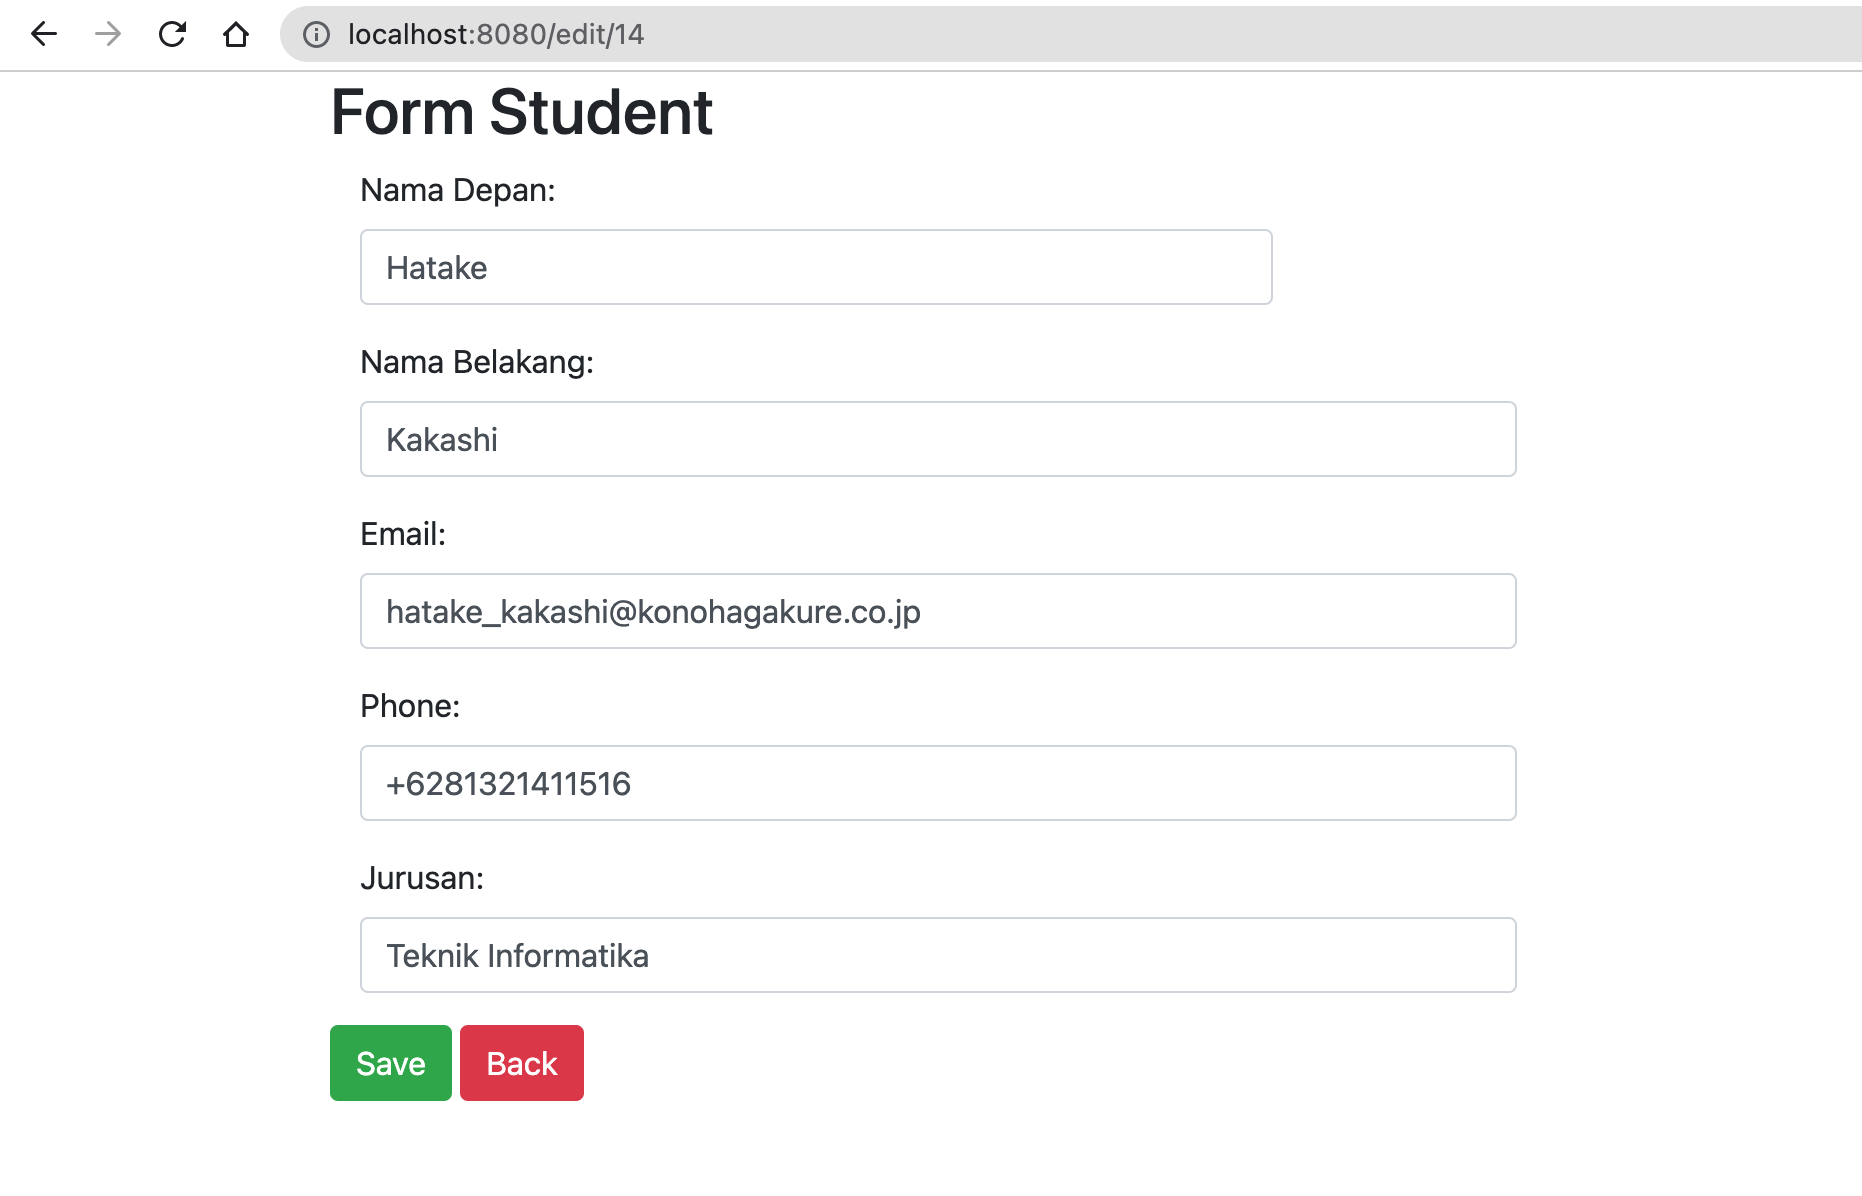 localhost:8080/edit/14
Form Student
Nama Depan:
Hatake
Nama Belakang:
Kakashi
Email:
hatake_kakashi@konohagakure.co.jp
Phone:
+6281321411516
Jurusan:
Teknik Informatika
Save Back